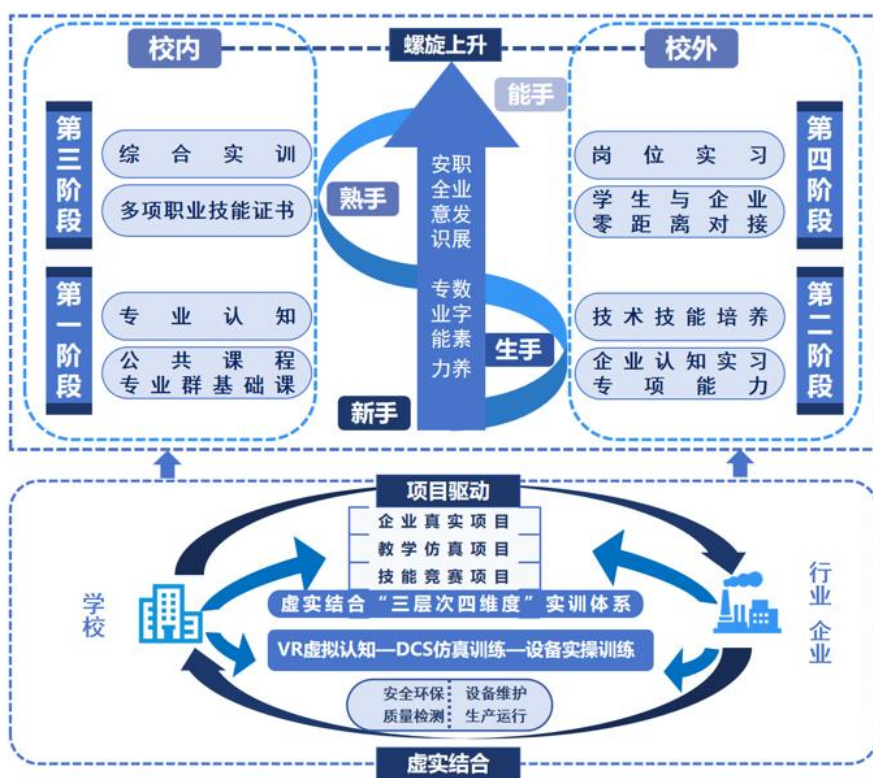 校内
螺旋上升
校外
能手
第三阶段
综合实训
多项职业技能证书
熟手
安全意识
职业发展
岗位实习
学生与企业
零距离对接
第四阶段
第一阶段
专业认知
公共课程
专业群基础课
专业能力
数字素养
生手
新手
技术技能培养
企业认知实习
专项能力
第二阶段
项目驱动
企业真实项目
教学仿真项目
技能竞赛项目
虚实结合“三层次四维度”实训体系
学校
行业 企业
VR虚拟认知—DCS仿真训练—设备实操训练
安全环保 设备维护
质量检测 生产运行
虚实结合